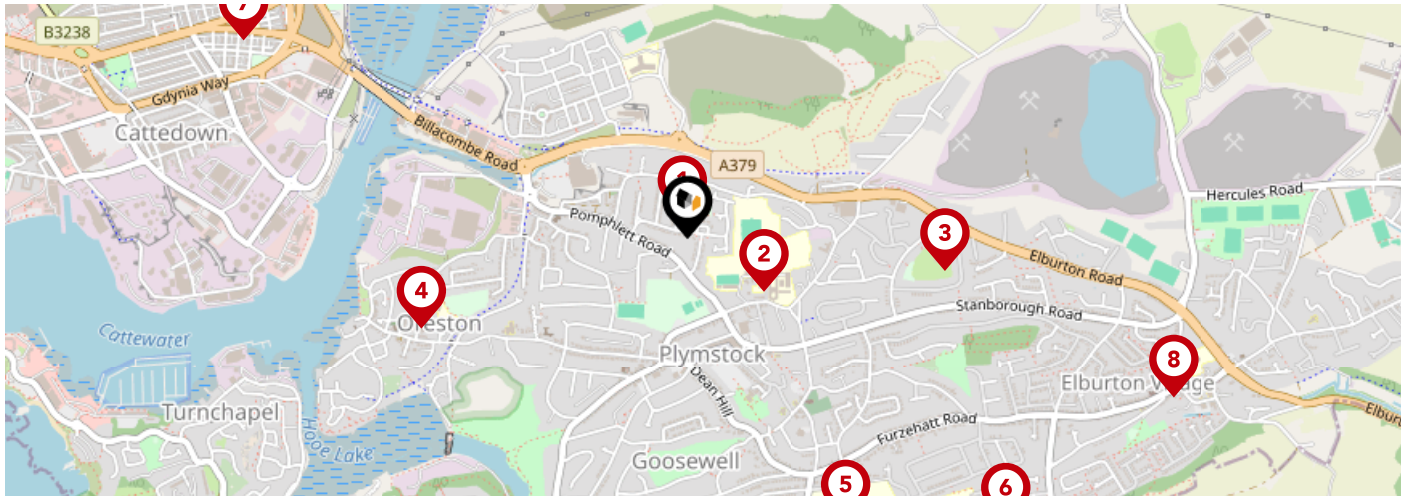 7
B3238
Gdynia Way
Cattedown
Billacombe Road
A379
1
Hercules Road
Pomphlett Road
2
3
Elburton Road
4
Oreston
Stanborough Road
Cattewater
Plymstock
8
Elburton Village
Dean Hill
Turnchapel
Furzehatt Road
Hooe Lake
Goosewell
5
6